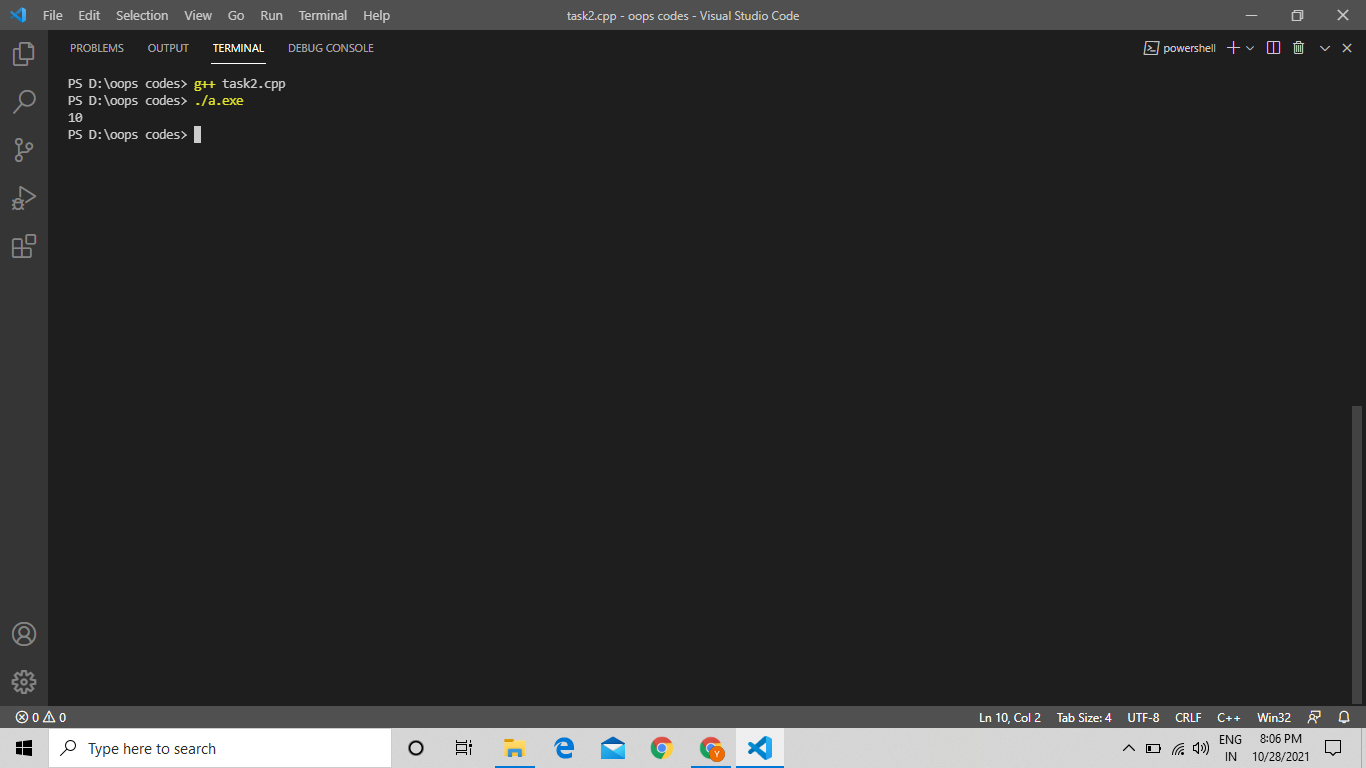 File Edit Selection View Go Run Terminal Help
task2.cpp - oops codes - Visual Studio Code
PROBLEMS OUTPUT TERMINAL DEBUG CONSOLE
powershell
PS D:\oops codes> g++ task2.cpp
PS D:\oops codes> ./a.exe
10
PS D:\oops codes>
0 0
Ln 10, Col 2 Tab Size: 4 UTF-8 CRLF C++ Win32
Type here to search
Y
ENG
IN
8:06 PM
10/28/2021